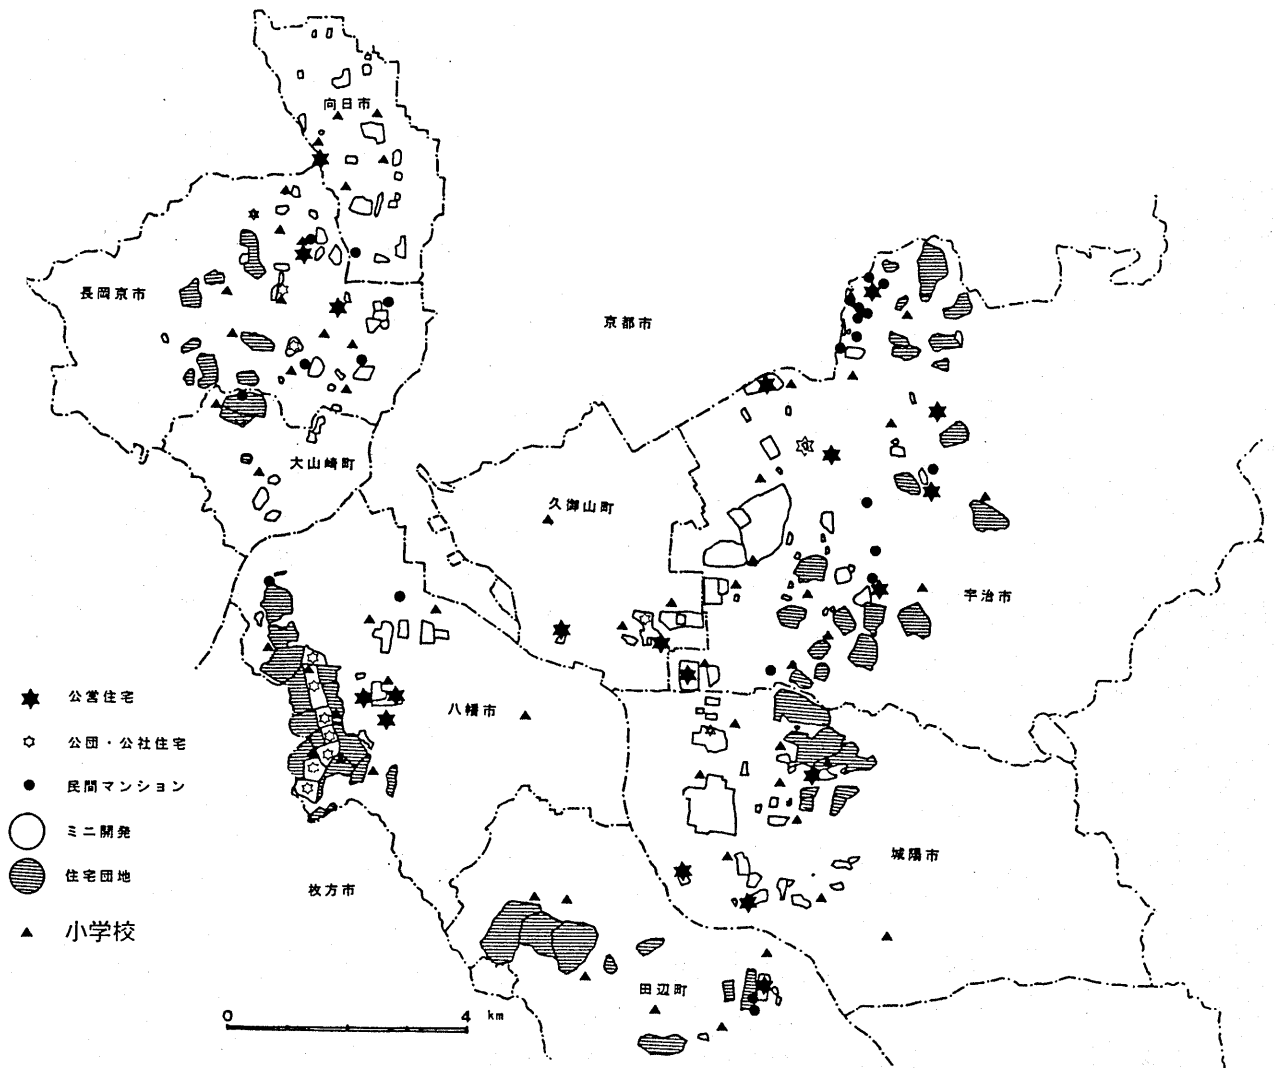 向日市
長岡京市
京都市
大山崎町
久御山町
宇治市
八幡市
城陽市
枚方市
田辺町
公営住宅
公団・公社住宅
民間マンション
ミニ開発
住宅団地
小学校
0 4 km